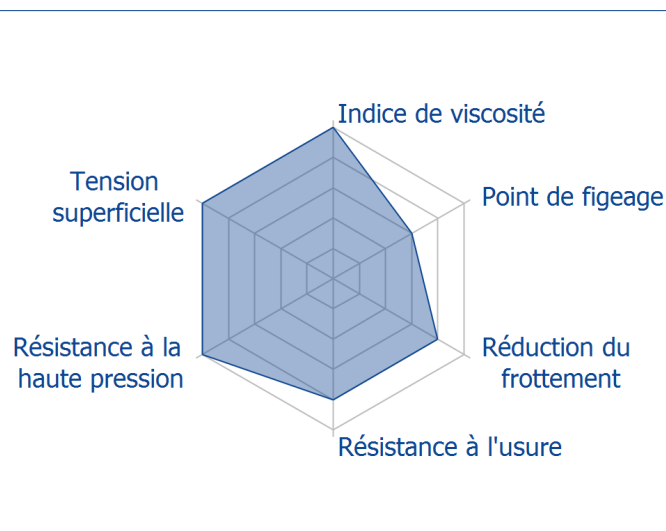 Indice de viscosité
Tension
superficielle
Point de figeage
Résistance à la
haute pression
Réduction du
frottement
Résistance à l'usure